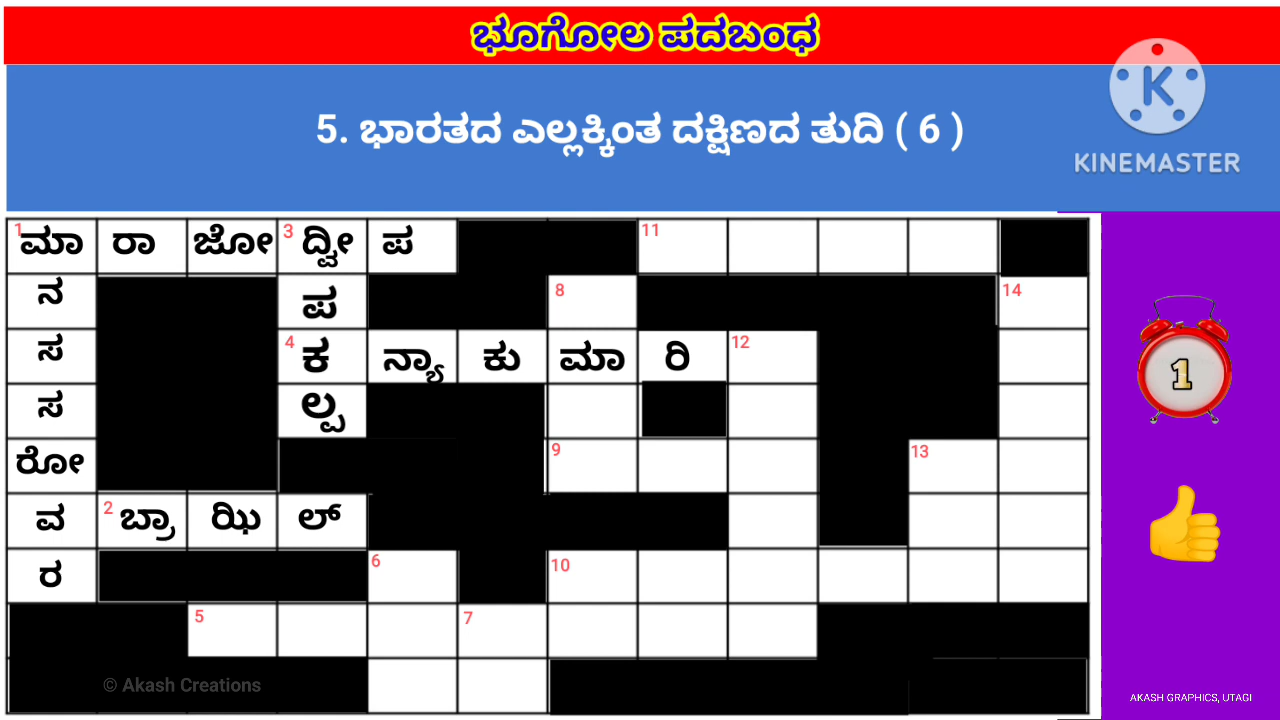 ಭೂಗೋಲ ಪದಬಂಧ
5. ಭಾರತದ ಎಲ್ಲಕ್ಕಿಂತ ದಕ್ಷಿಣದ ತುದಿ ( 6 )
KINEMASTER
1 ಮಾ ರಾ ಜೋ 3 ದ್ವೀ ಪ 11
ನ ಪ 8 14
ಸ 4 ಕ ನ್ಯಾ ಕು ಮಾ ರಿ 12
ಸ ಲ್ಪ
ರೋ 9 13
ವ 2 ಬ್ರಾ ಝಿ ಲ್
ರ 6 10
5 7
1
© Akash Creations
AKASH GRAPHICS, UTAGI